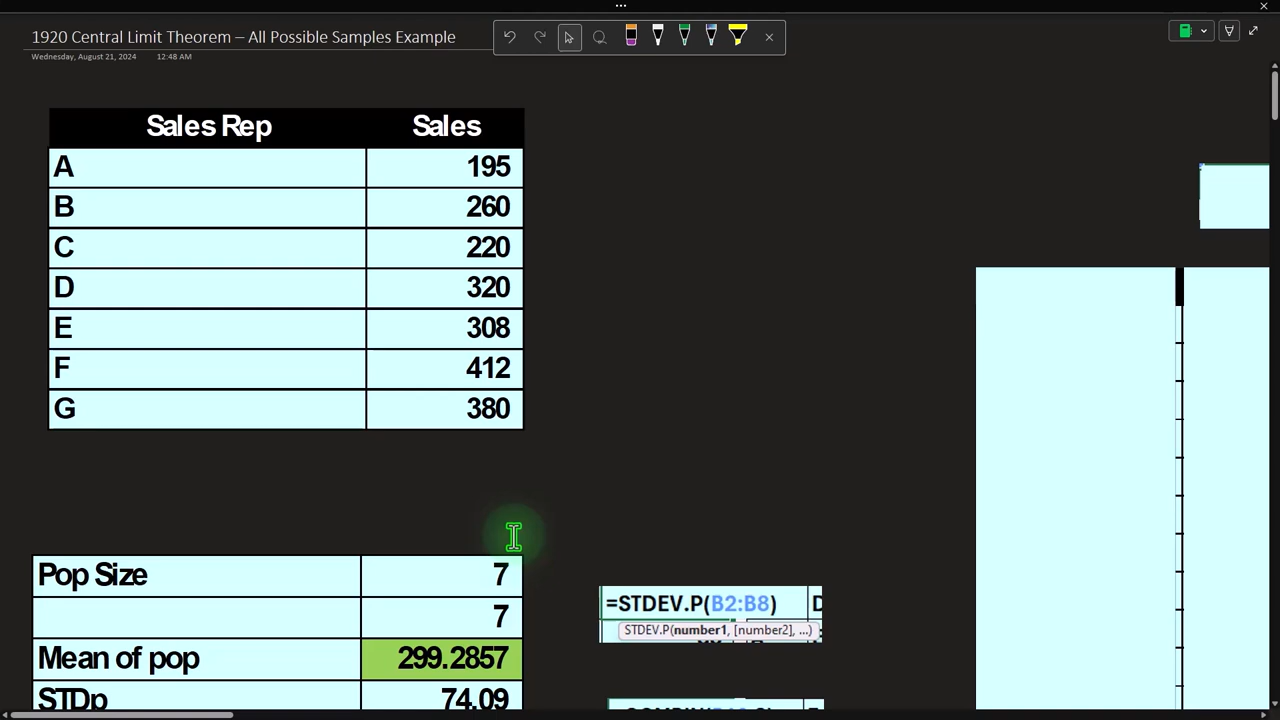 1920 Central Limit Theorem – All Possible Samples Example
Wednesday, August 21, 2024 12:48 AM
Sales Rep Sales
A 195
B 260
C 220
D 320
E 308
F 412
G 380
Pop Size 7
7
Mean of pop 299.2857
STDp 74.09
=STDEV.P(B2:B8)
STDEV.P(number1, [number2], ...)